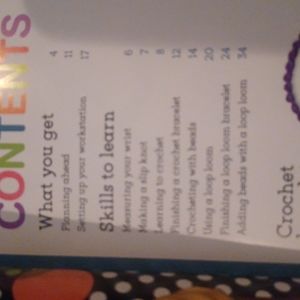 CONTENTS
What you get 4
Planning ahead 11
Setting up your workstation 17
Skills to learn
Measuring your wrist 6
Making a slip knot 7
Learning to crochet 8
Finishing a crochet bracelet 12
Crocheting with beads 14
Using a loop loom 20
Finishing a loop loom bracelet 24
Adding beads with a loop loom 34
Crochet